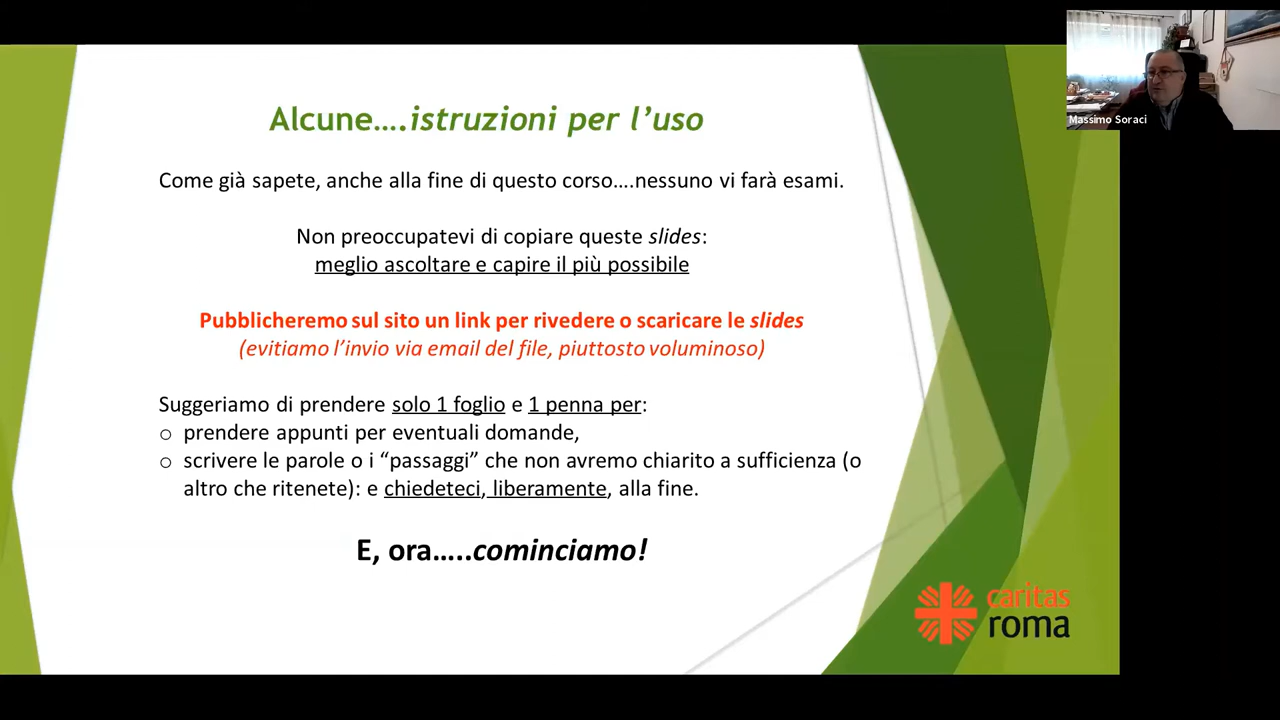 Alcune….istruzioni per l’uso
Come già sapete, anche alla fine di questo corso….nessuno vi farà esami.
Non preoccupatevi di copiare queste slides:
meglio ascoltare e capire il più possibile
Pubblicheremo sul sito un link per rivedere o scaricare le slides
(evitiamo l’invio via email del file, piuttosto voluminoso)
Suggeriamo di prendere solo 1 foglio e 1 penna per:
o prendere appunti per eventuali domande,
o scrivere le parole o i “passaggi” che non avremo chiarito a sufficienza (o
altro che ritenete): e chiedeteci, liberamente, alla fine.
E, ora…..cominciamo!
caritas
roma
Massimo Soraci